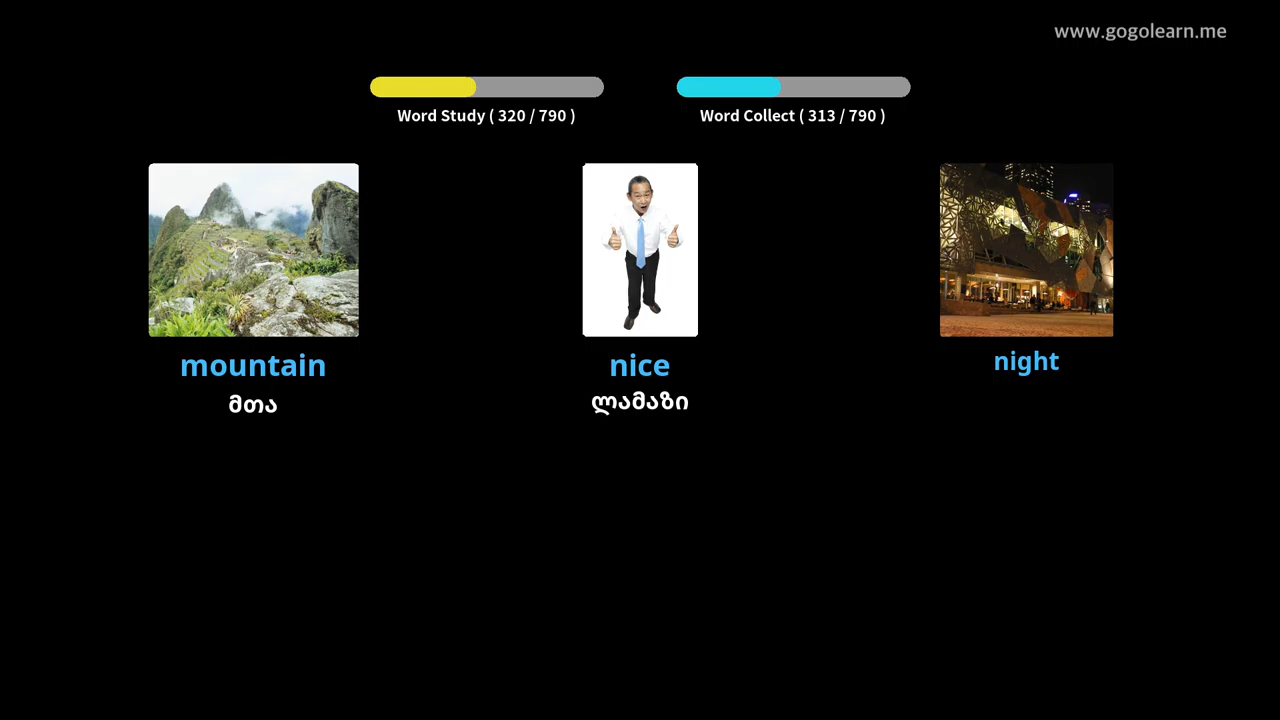 www.gogolearn.me
Word Study ( 320 / 790 )
Word Collect ( 313 / 790 )
mountain
მთა
nice
ლამაზი
night